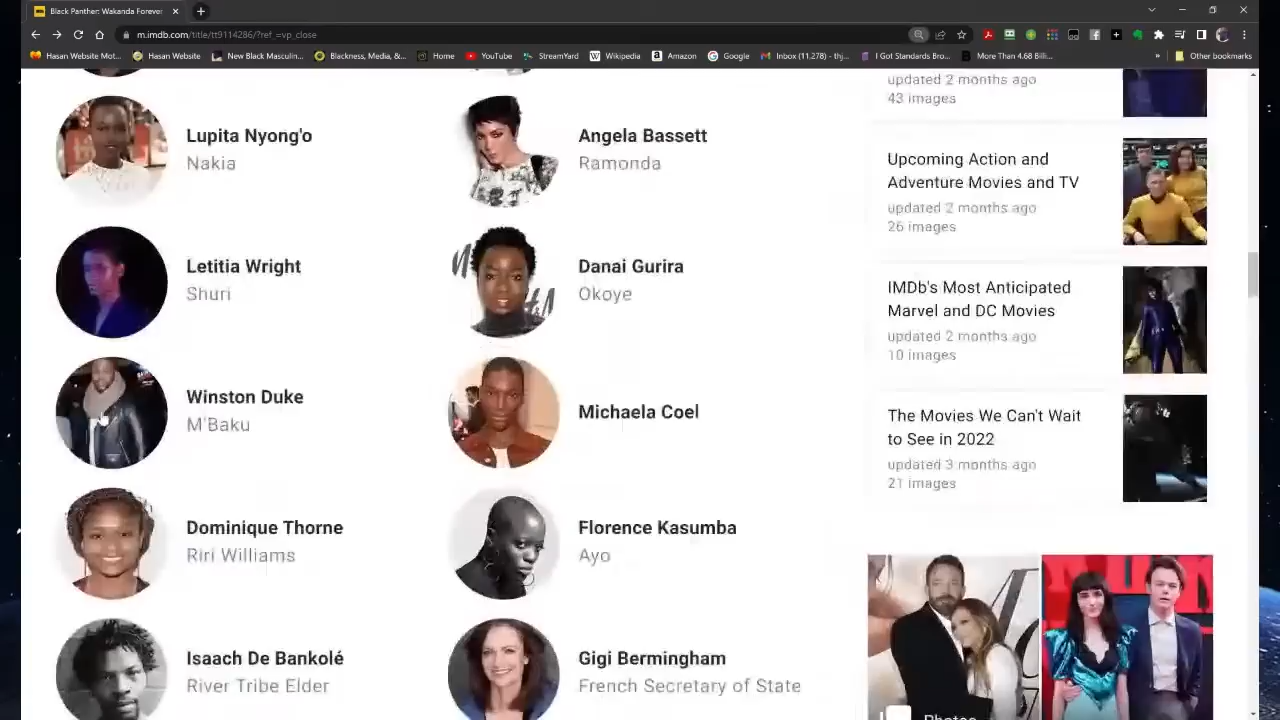 Black Panther: Wakanda Forever
m.imdb.com/title/tt9114286/?ref_=vp_close
Hasan Website Mot...
Hasan Website
New Black Masculin...
Blackness, Media, &...
Home
YouTube
StreamYard
Wikipedia
Amazon
Google
Inbox (11,278) - thj...
I Got Standards Bro...
More Than 4.68 Billi...
Other bookmarks
Lupita Nyong'o
Nakia
Angela Bassett
Ramonda
Letitia Wright
Shuri
Danai Gurira
Okoye
Winston Duke
M'Baku
Michaela Coel
Dominique Thorne
Riri Williams
Florence Kasumba
Ayo
Isaach De Bankolé
River Tribe Elder
Gigi Bermingham
French Secretary of State
updated 2 months ago
43 images
Upcoming Action and
Adventure Movies and TV
updated 2 months ago
26 images
IMDb's Most Anticipated
Marvel and DC Movies
updated 2 months ago
10 images
The Movies We Can't Wait
to See in 2022
updated 3 months ago
21 images
Photos